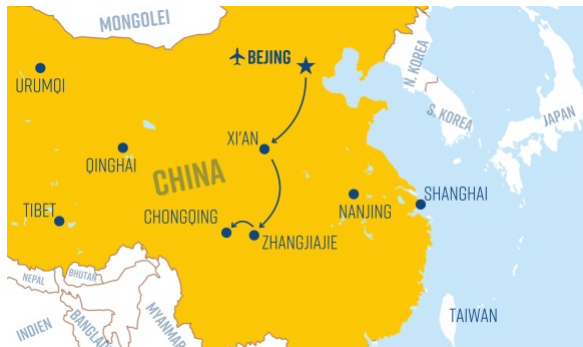 MONGOLEI
BEJING
URUMQI
N. KOREA
S. KOREA
JAPAN
XI'AN
QINGHAI
CHINA
TIBET
CHONGQING
ZHANGJIAJIE
NANJING
SHANGHAI
NEPAL
BHUTAN
INDIEN
BANGLAD
MYANMAR
TAIWAN